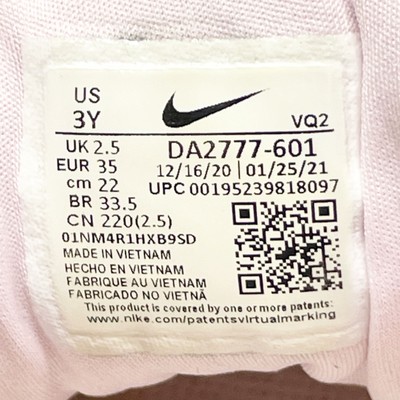 US
3Y
VQ2
UK 2.5
DA2777-601
EUR 35
12/16/20 | 01/25/21
cm 22
UPC 00195239818097
BR 33.5
CN 220(2.5)
01NM4R1HXB9SD
MADE IN VIETNAM
HECHO EN VIETNAM
FABRIQUE AU VIETNAM
FABRICADO NO VIETNÃ
This product is covered by one or more patents:
www.nike.com/patentsvirtualmarking